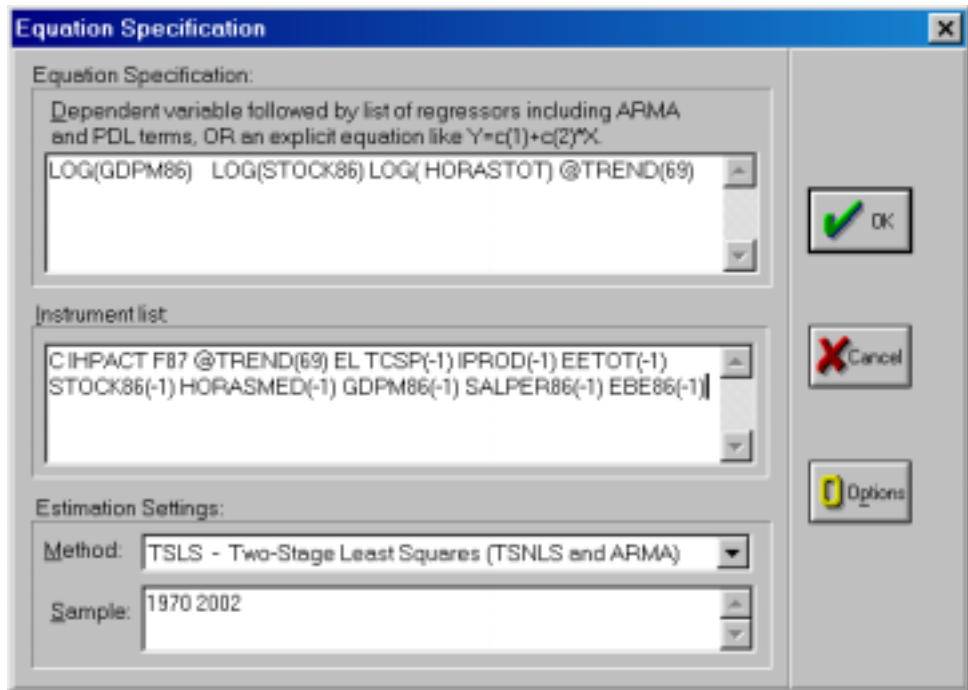 Equation Specification
Equation Specification:
Dependent variable followed by list of regressors including ARMA
and PDL terms, OR an explicit equation like Y=c(1)+c(2)*X.
LOG(GDPM86) LOG(STOCK86) LOG( HORASTOT) @TREND(69)
OK
Instrument list:
C IHPACT F87 @TREND(69) EL TCSP(-1) IPROD(-1) EETOT(-1)
STOCK86(-1) HORASMED(-1) GDPM86(-1) SALPER86(-1) EBE86(-1)
Cancel
Options
Estimation Settings:
Method: TSLS - Two-Stage Least Squares (TSNLS and ARMA)
Sample: 1970 2002